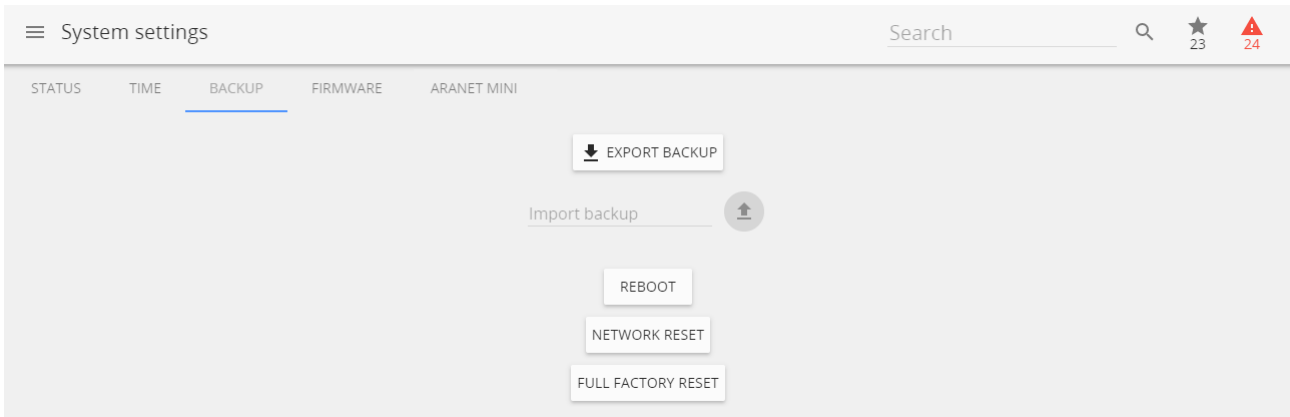 System settings
Search
23
24
STATUS TIME BACKUP FIRMWARE ARANET MINI
EXPORT BACKUP
Import backup
REBOOT
NETWORK RESET
FULL FACTORY RESET